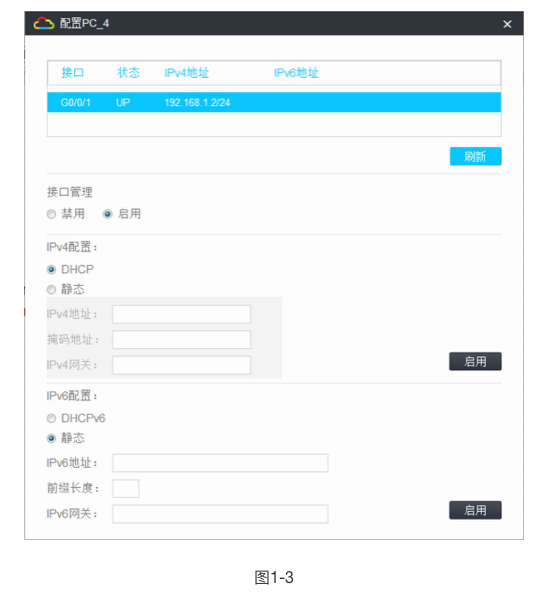 配置PC_4
接口 状态 IPv4地址 IPv6地址
G0/0/1 UP 192.168.1.2/24
刷新
接口管理
禁用 启用
IPv4配置：
DHCP
静态
IPv4地址：
掩码地址：
IPv4网关：
启用
IPv6配置：
DHCPv6
静态
IPv6地址：
前缀长度：
IPv6网关：
启用
图1-3